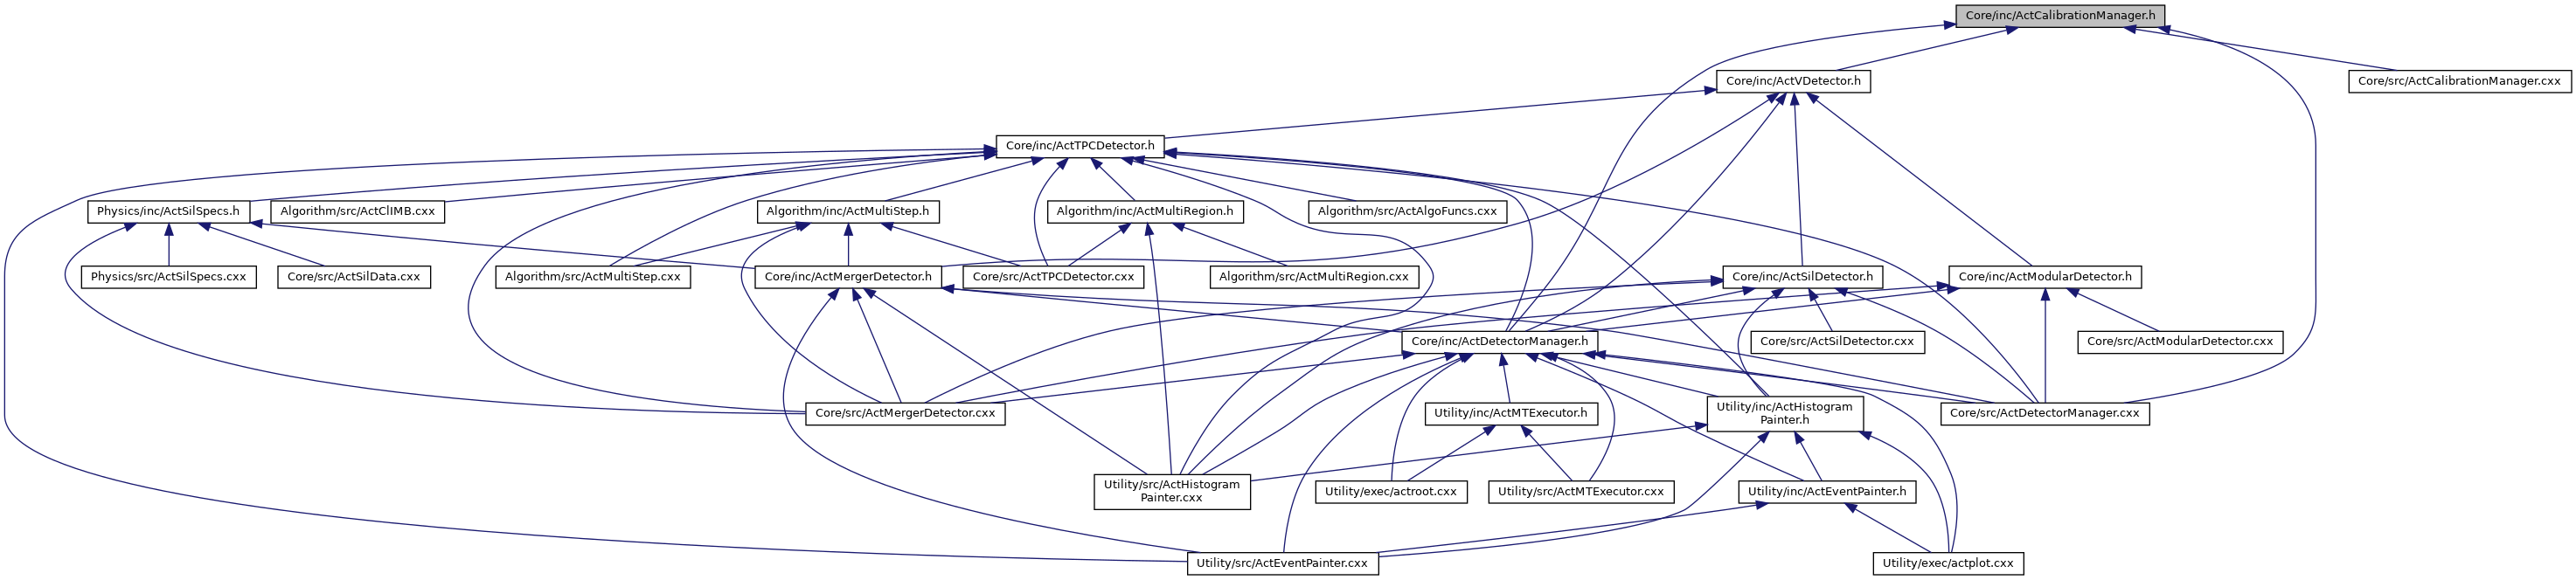 Core/inc/ActCalibrationManager.h
Core/inc/ActVDetector.h
Core/src/ActCalibrationManager.cxx
Core/inc/ActTPCDetector.h
Physics/inc/ActSilSpecs.h
Algorithm/src/ActClIMB.cxx
Algorithm/inc/ActMultiStep.h
Algorithm/inc/ActMultiRegion.h
Algorithm/src/ActAlgoFuncs.cxx
Physics/src/ActSilSpecs.cxx
Core/src/ActSilData.cxx
Algorithm/src/ActMultiStep.cxx
Core/inc/ActMergerDetector.h
Core/src/ActTPCDetector.cxx
Algorithm/src/ActMultiRegion.cxx
Core/inc/ActSilDetector.h
Core/inc/ActModularDetector.h
Core/inc/ActDetectorManager.h
Core/src/ActSilDetector.cxx
Core/src/ActModularDetector.cxx
Core/src/ActMergerDetector.cxx
Utility/inc/ActMTExecutor.h
Utility/inc/ActHistogram
Painter.h
Core/src/ActDetectorManager.cxx
Utility/src/ActHistogram
Painter.cxx
Utility/exec/actroot.cxx
Utility/src/ActMTExecutor.cxx
Utility/inc/ActEventPainter.h
Utility/src/ActEventPainter.cxx
Utility/exec/actplot.cxx